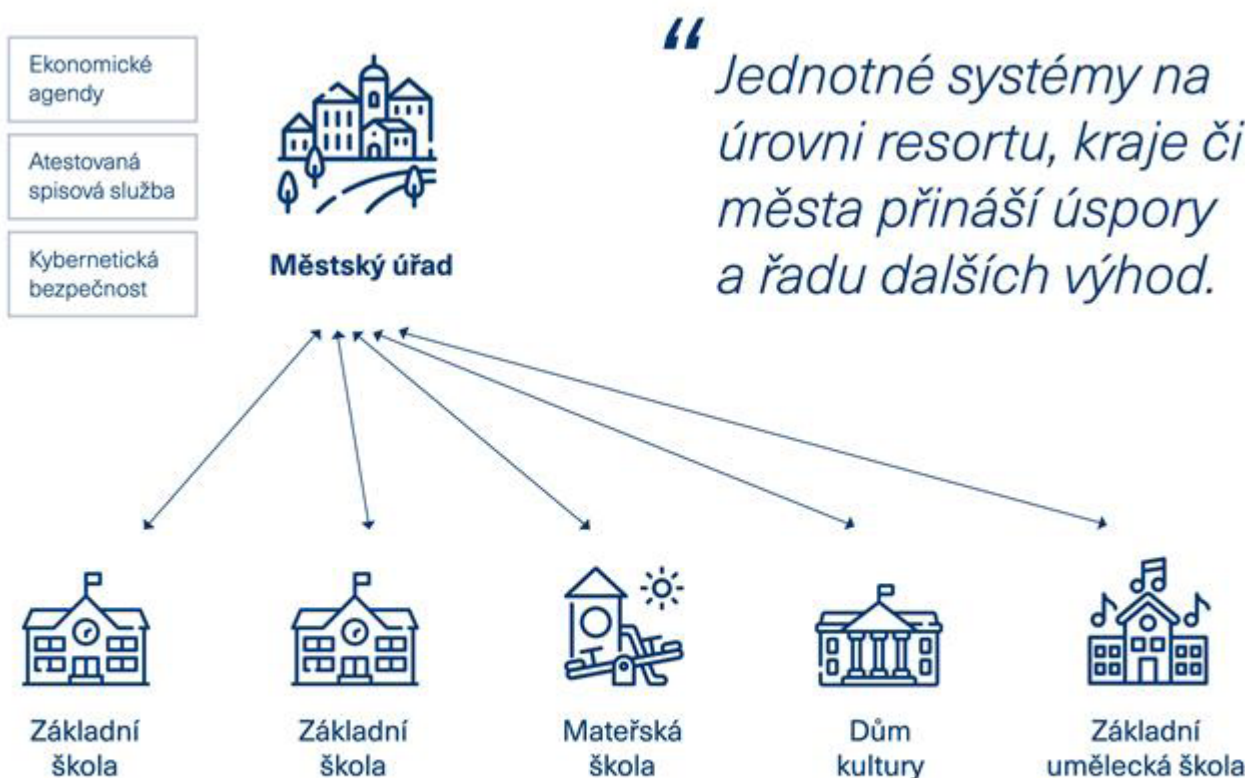 Ekonomické
agendy
Atestovaná
spisová služba
Kybernetická
bezpečnost
Městský úřad
“
Jednotné systémy na
úrovni resortu, kraje či
města přináší úspory
a řadu dalších výhod.
Základní
škola
Základní
škola
Mateřská
škola
Dům
kultury
Základní
umělecká škola